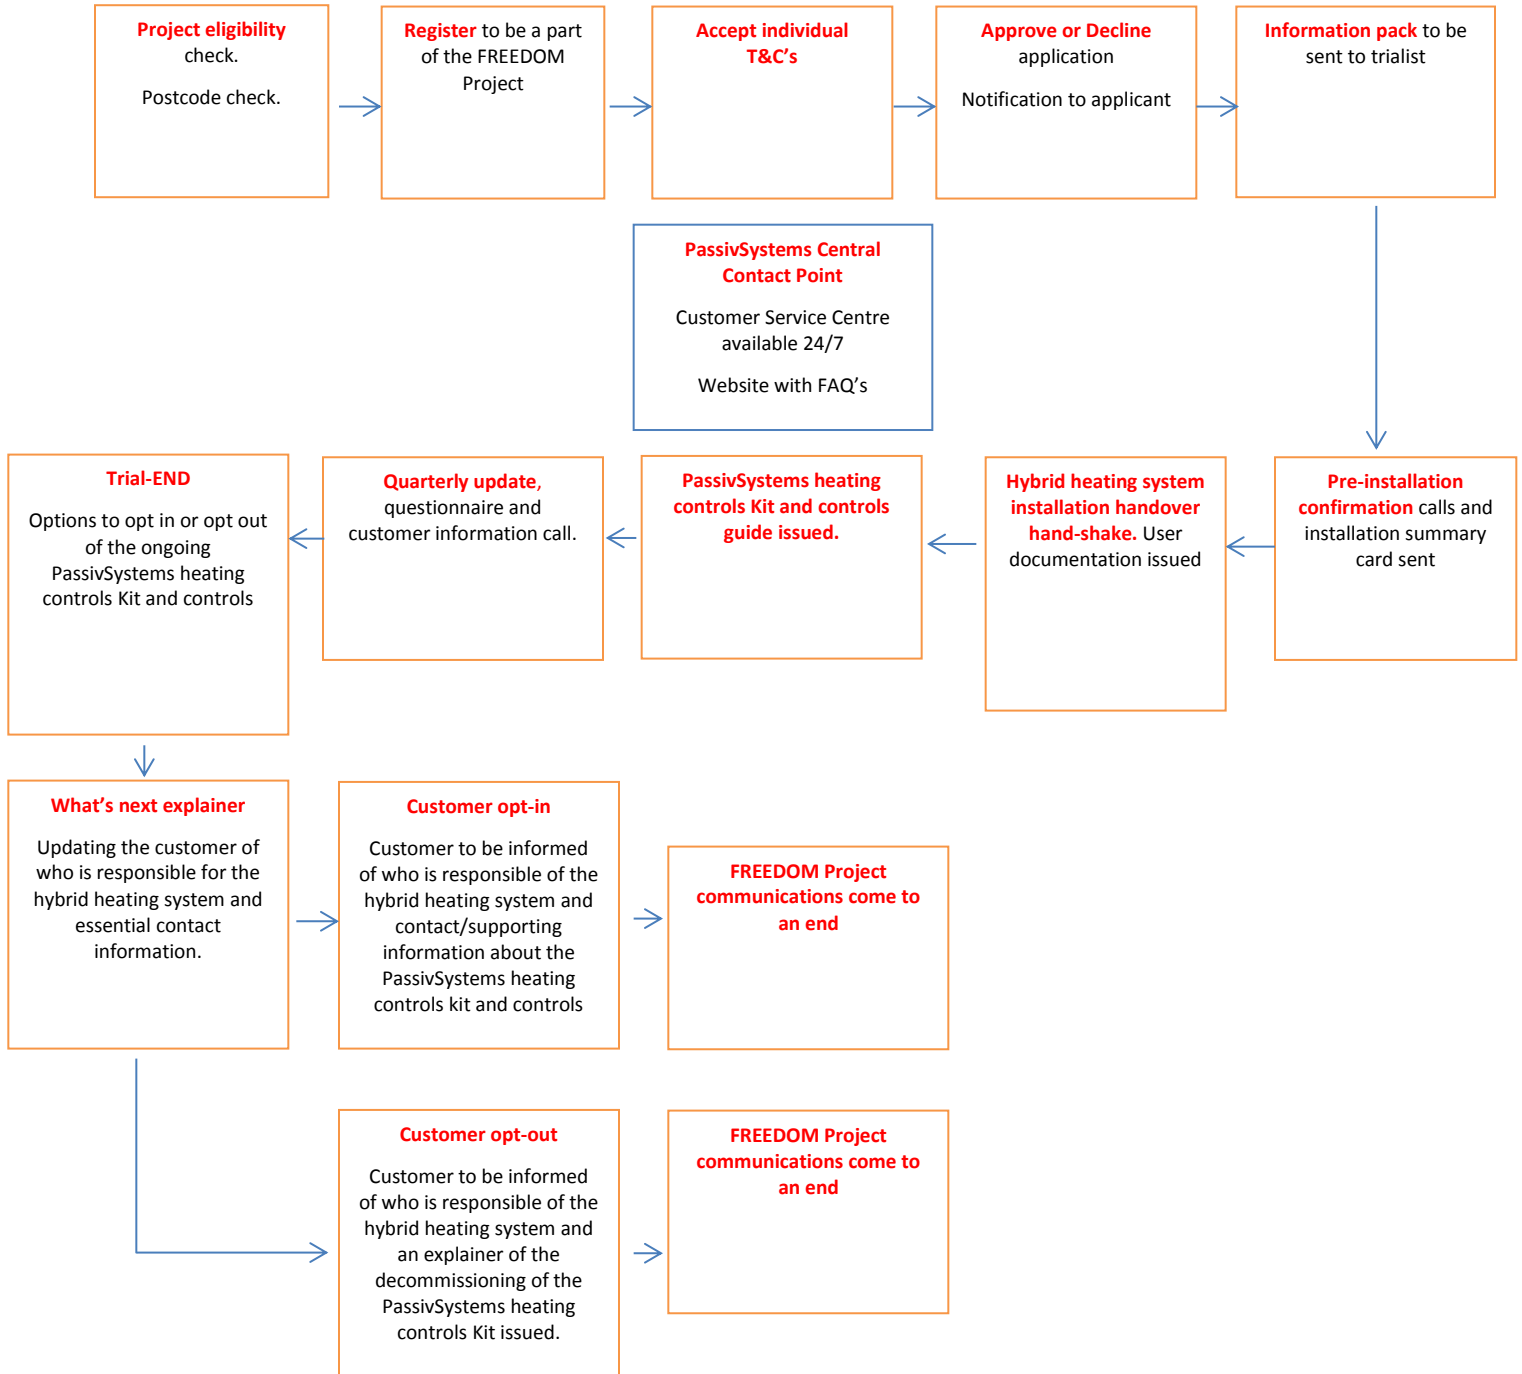 Project eligibility
check.
Postcode check.
Register to be a part
of the FREEDOM
Project
Accept individual
T&C's
Approve or Decline
application
Notification to applicant
Information pack to be
sent to trialist
PassivSystems Central
Contact Point
Customer Service Centre
available 24/7
Website with FAQ's
Pre-installation
confirmation calls and
installation summary
card sent
Hybrid heating system
installation handover
hand-shake. User
documentation issued
PassivSystems heating
controls Kit and controls
guide issued.
Quarterly update,
questionnaire and
customer information call.
Trial-END
Options to opt in or opt out
of the ongoing
PassivSystems heating
controls Kit and controls
What's next explainer
Updating the customer of
who is responsible for the
hybrid heating system and
essential contact
information.
Customer opt-in
Customer to be informed
of who is responsible of the
hybrid heating system and
contact/supporting
information about the
PassivSystems heating
controls kit and controls
FREEDOM Project
communications come to
an end
Customer opt-out
Customer to be informed
of who is responsible of the
hybrid heating system and
an explainer of the
decommissioning of the
PassivSystems heating
controls Kit issued.
FREEDOM Project
communications come to
an end